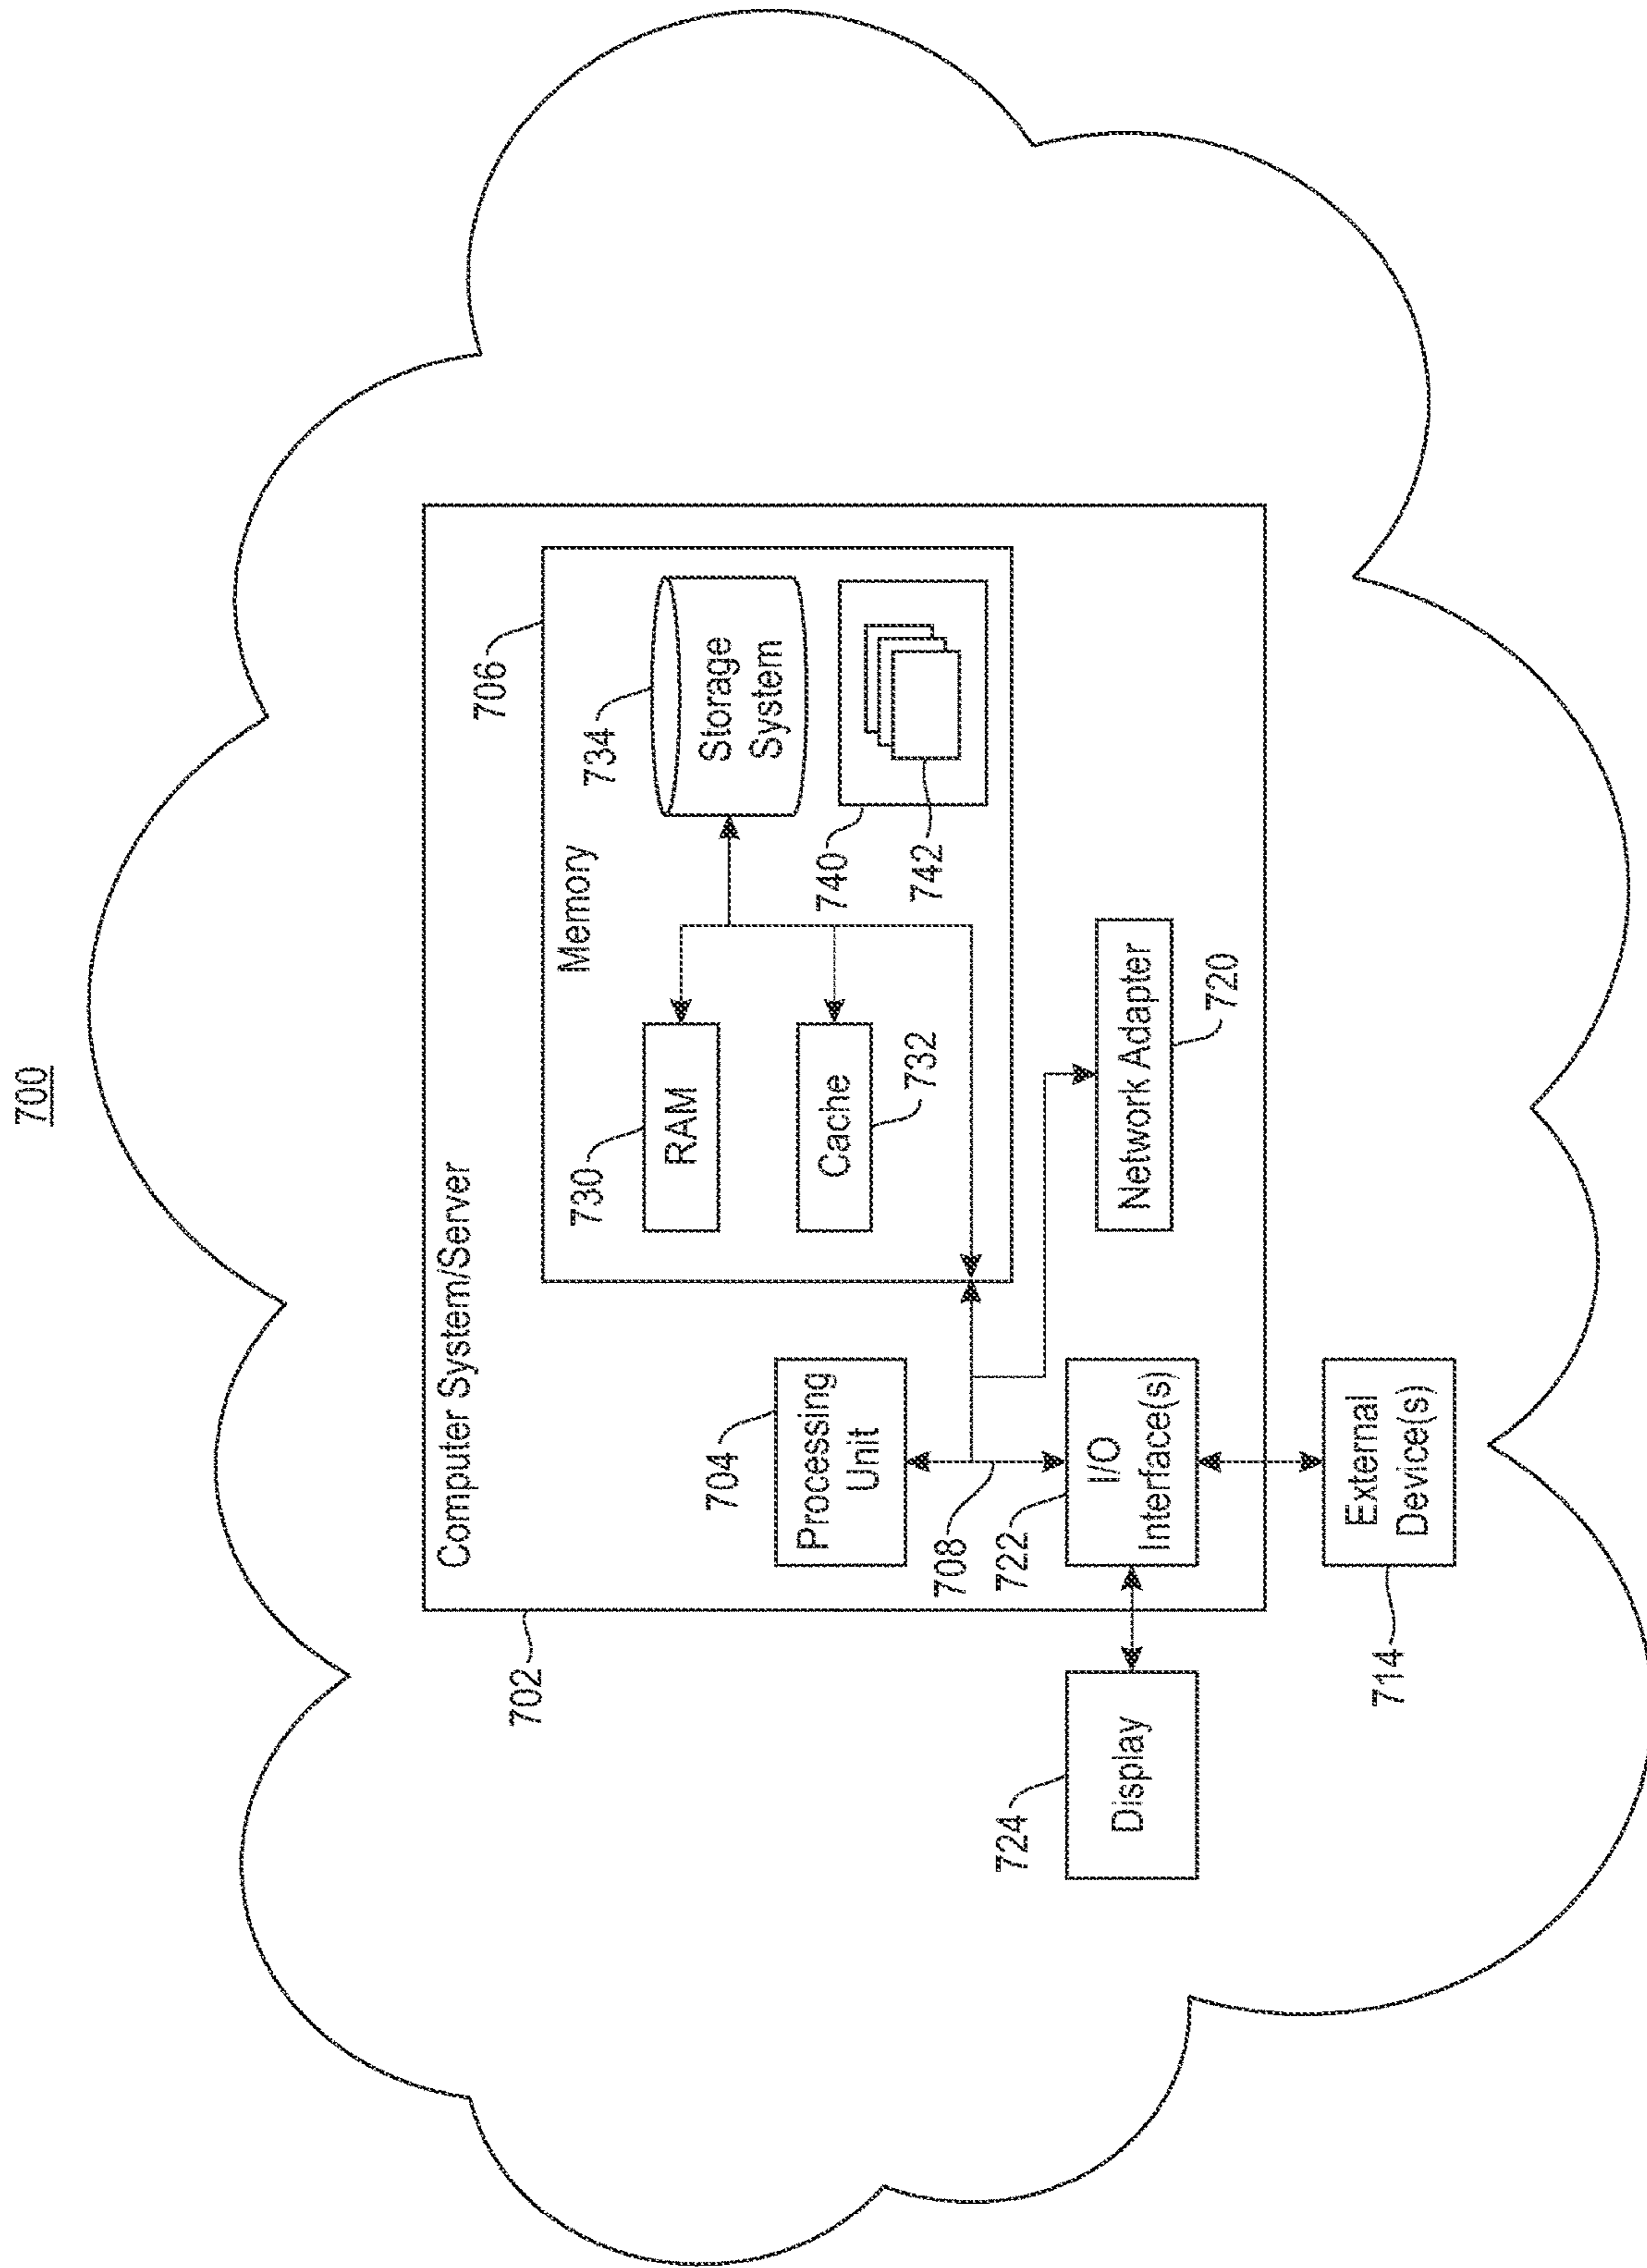 700
Computer System/Server
702
706
Memory
730
RAM
734
Storage
System
704
Processing
Unit
Cache
732
740
742
708
722
I/O
Interface(s)
Network Adapter
720
724
Display
External
Device(s)
714